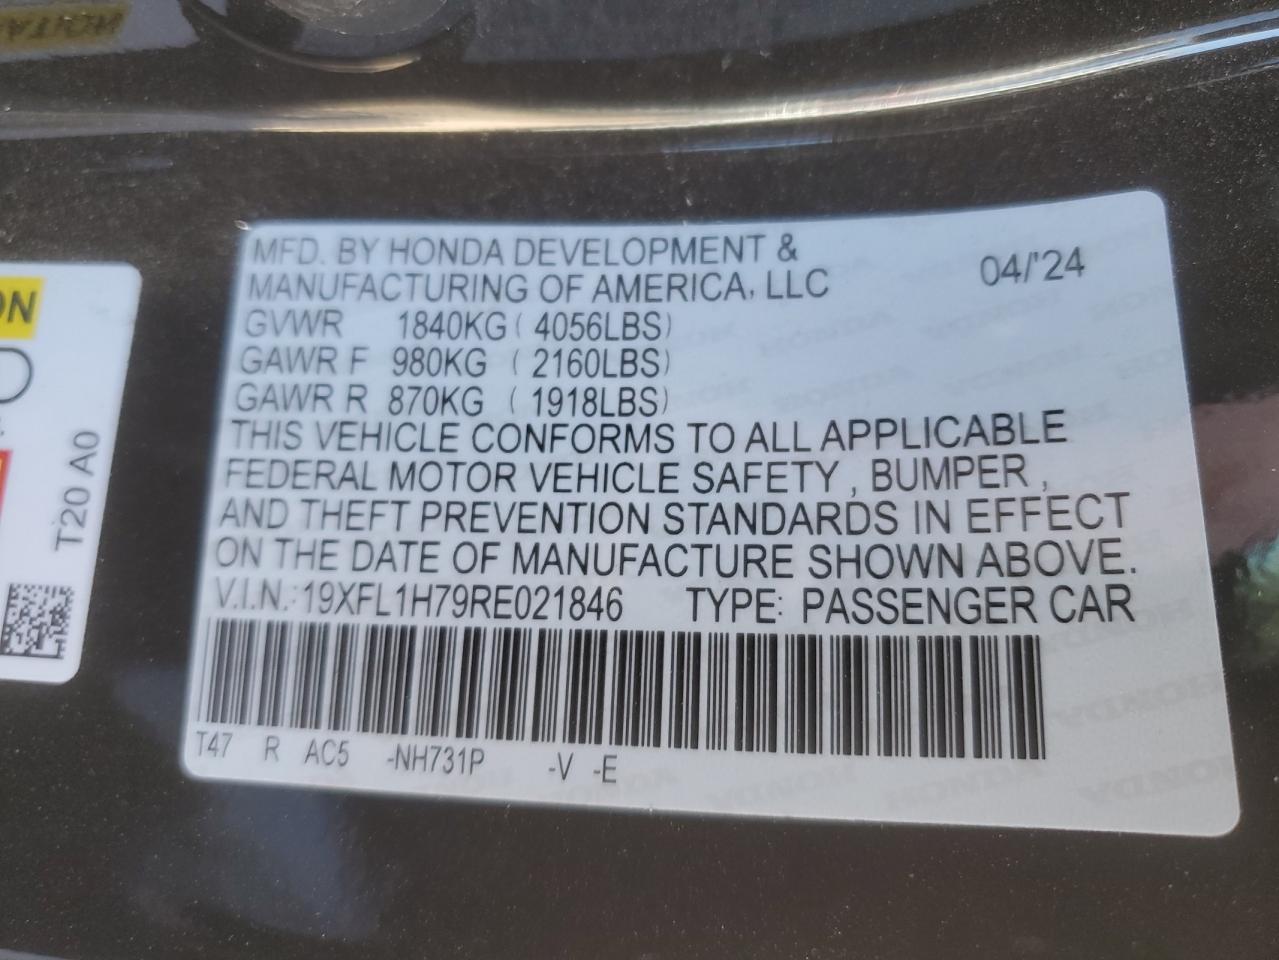 MFD. BY HONDA DEVELOPMENT &
MANUFACTURING OF AMERICA, LLC 04/'24
GVWR 1840KG ( 4056LBS)
GAWR F 980KG ( 2160LBS)
GAWR R 870KG ( 1918LBS)
THIS VEHICLE CONFORMS TO ALL APPLICABLE
FEDERAL MOTOR VEHICLE SAFETY , BUMPER ,
AND THEFT PREVENTION STANDARDS IN EFFECT
ON THE DATE OF MANUFACTURE SHOWN ABOVE.
V.I.N.: 19XFL1H79RE021846 TYPE: PASSENGER CAR
T47 R AC5 -NH731P -V -E
T20 A0